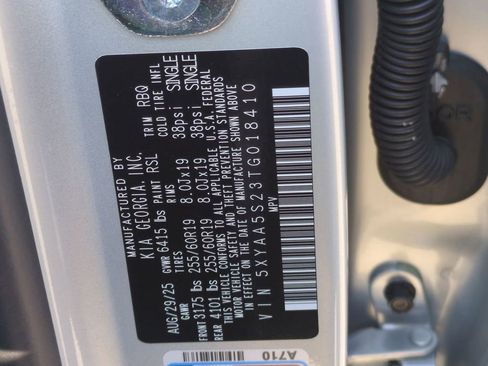 MANUFACTURED BY
KIA GEORGIA, INC.
GVWR 6415 lbs PAINT RSL TRIM RBQ
AUG/29/25 TIRES RIMS COLD TIRE INFL
GAWR
FRONT 3175 lbs 255/60R19 8.0Jx19 38psi SINGLE
REAR 4101 lbs 255/60R19 8.0Jx19 38psi SINGLE
THIS VEHICLE CONFORMS TO ALL APPLICABLE U.S.A. FEDERAL
MOTOR VEHICLE SAFETY AND THEFT PREVENTION STANDARDS
IN EFFECT ON THE DATE OF MANUFACTURE SHOWN ABOVE
VIN 5XYAA5S23TG018410
MPV
A710